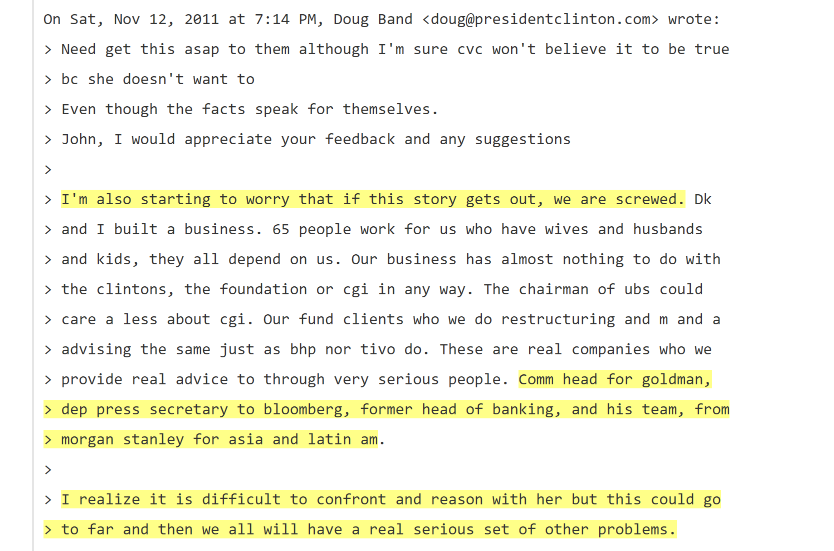 On Sat, Nov 12, 2011 at 7:14 PM, Doug Band <doug@presidentclinton.com> wrote:
> Need get this asap to them although I'm sure cvc won't believe it to be true
> bc she doesn't want to
> Even though the facts speak for themselves.
> John, I would appreciate your feedback and any suggestions
>
> I'm also starting to worry that if this story gets out, we are screwed. Dk
> and I built a business. 65 people work for us who have wives and husbands
> and kids, they all depend on us. Our business has almost nothing to do with
> the clintons, the foundation or cgi in any way. The chairman of ubs could
> care a less about cgi. Our fund clients who we do restructuring and m and a
> advising the same just as bhp nor tivo do. These are real companies who we
> provide real advice to through very serious people. Comm head for goldman,
> dep press secretary to bloomberg, former head of banking, and his team, from
> morgan stanley for asia and latin am.
>
> I realize it is difficult to confront and reason with her but this could go
> to far and then we all will have a real serious set of other problems.